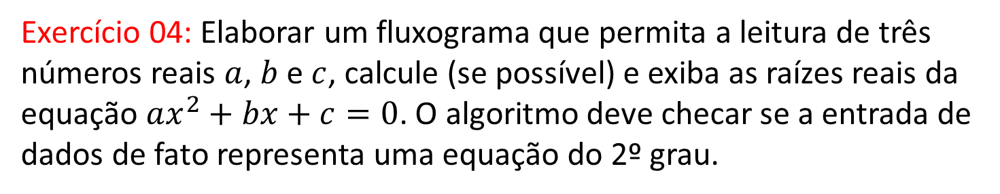 Exercício 04: Elaborar um fluxograma que permita a leitura de três
números reais a, b e c, calcule (se possível) e exiba as raízes reais da
equação ax² + bx + c = 0. O algoritmo deve checar se a entrada de
dados de fato representa uma equação do 2º grau.